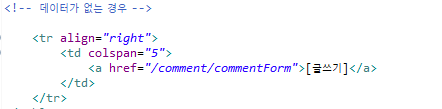 <!-- 데이터가 없는 경우 -->
<tr align="right">
<td colspan="5">
<a href="/comment/commentForm">[글쓰기]</a>
</td>
</tr>